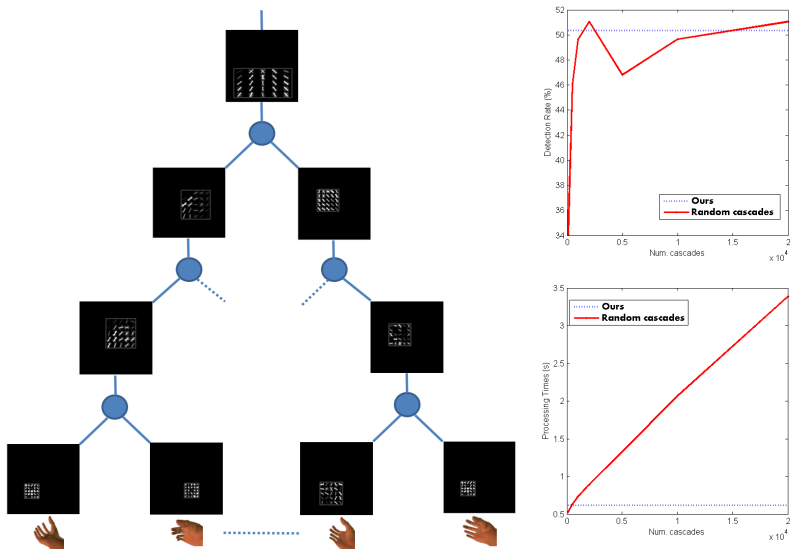 52
50
48
46
44
42
40
38
36
34
Detection Rate (%)
Ours
Random cascades
0 0.5 1 1.5 2
Num. cascades
x 10^4
3.5
3
2.5
2
1.5
1
0.5
Processing Times (s)
Ours
Random cascades
0 0.5 1 1.5 2
Num. cascades
x 10^4